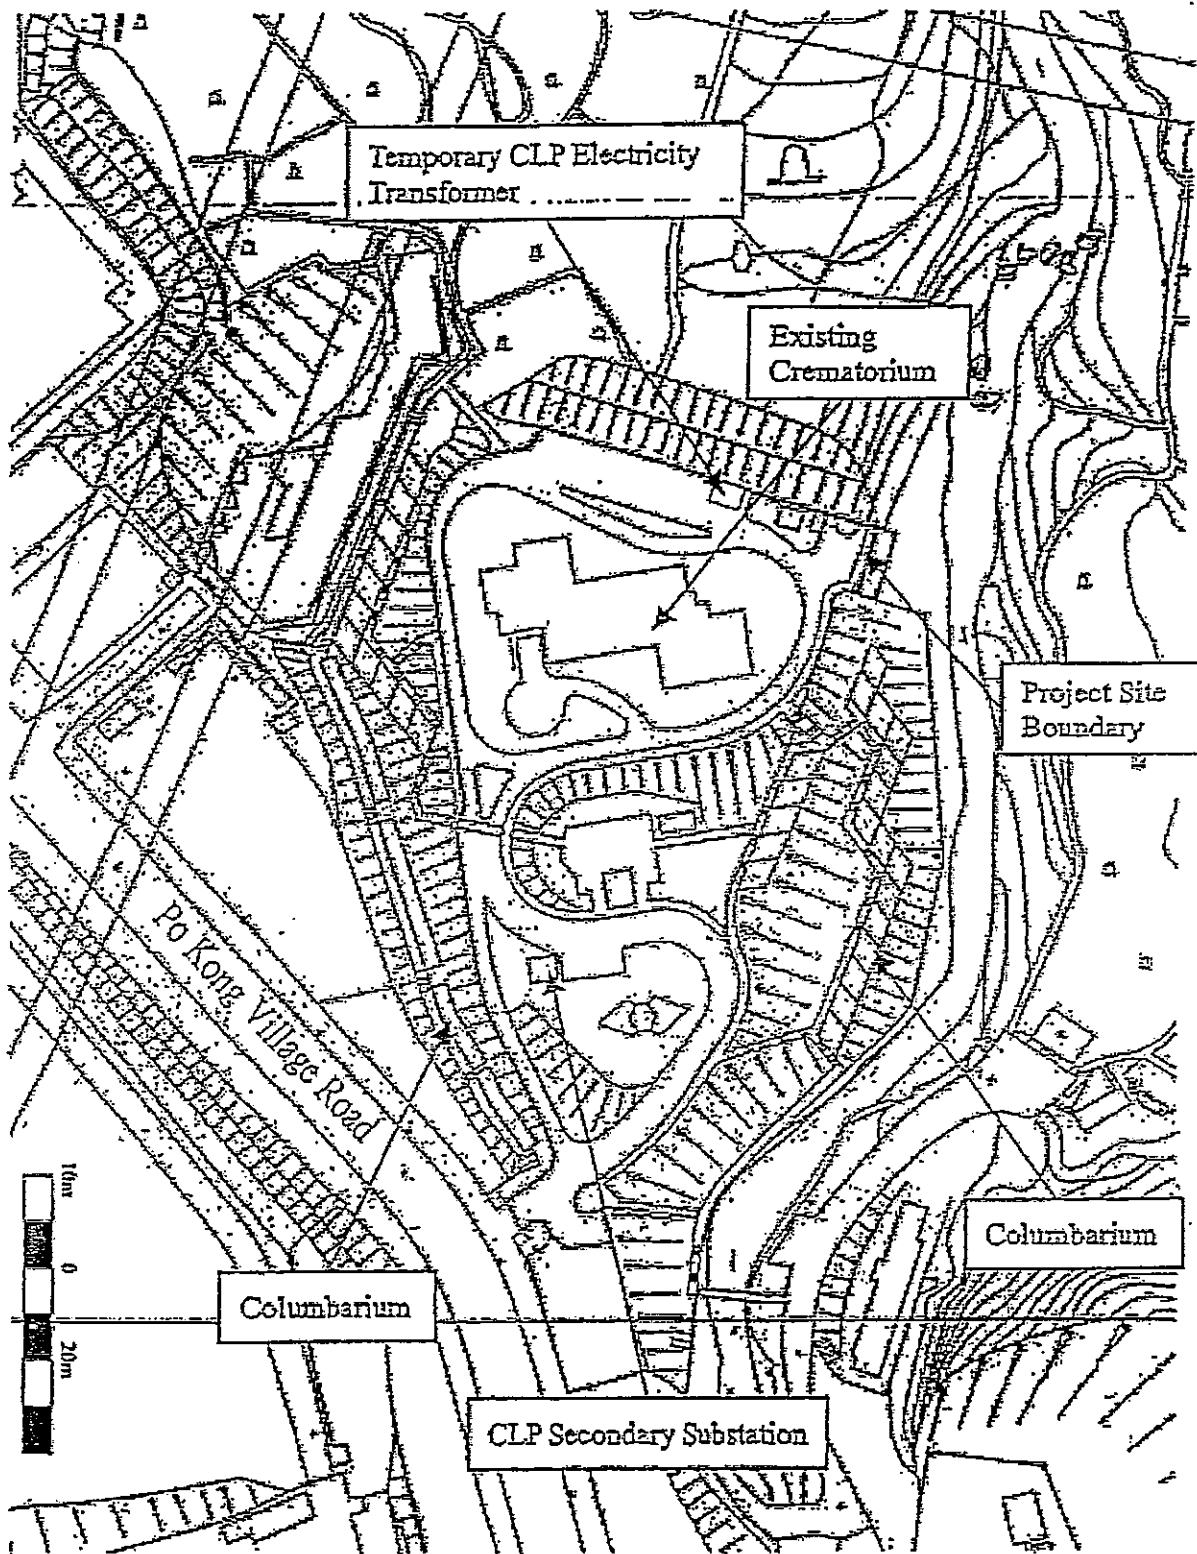 Temporary CLP Electricity
Transformer
Existing
Crematorium
Project Site
Boundary
Po Kong Village Road
10m
0
20m
Columbarium
Columbarium
CLP Secondary Substation